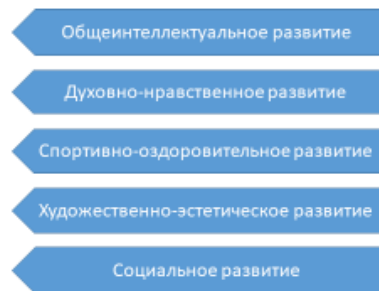 Общеинтеллектуальное развитие
Духовно-нравственное развитие
Спортивно-оздоровительное развитие
Художественно-эстетическое развитие
Социальное развитие